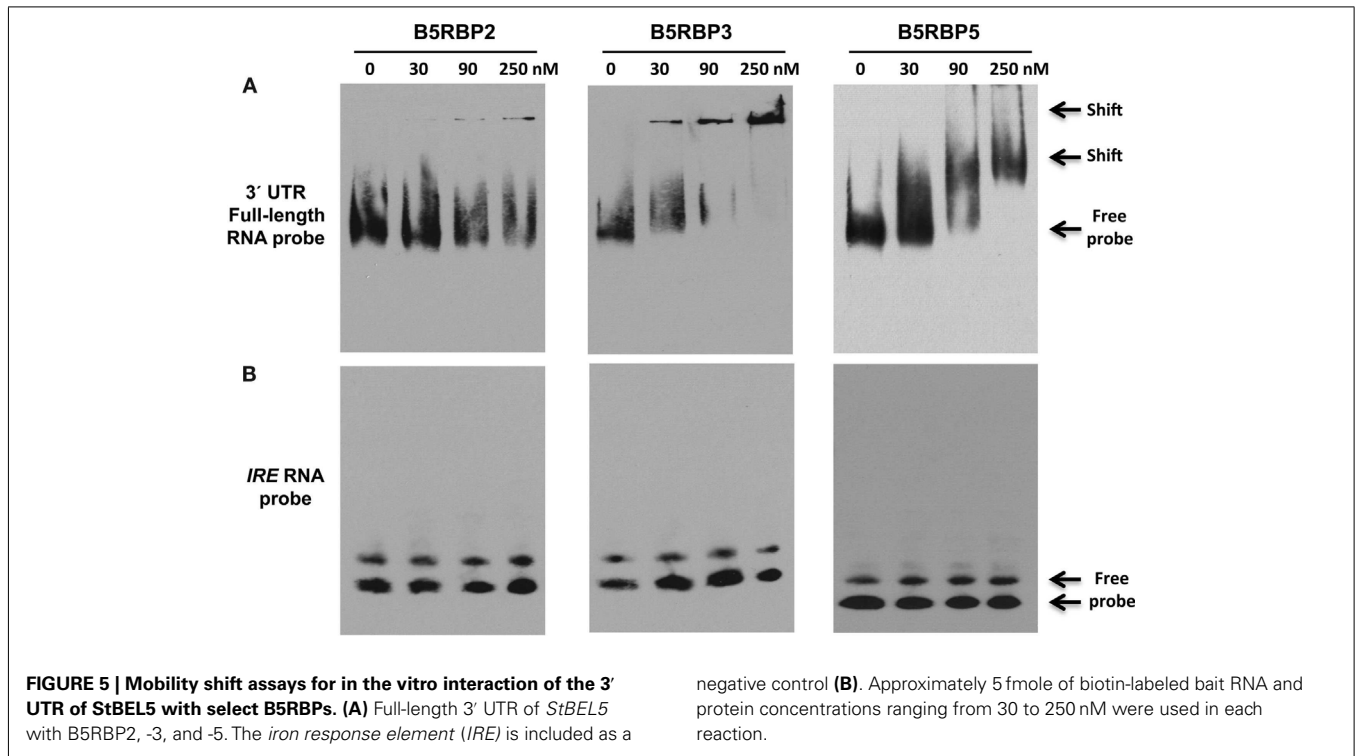 B5RBP2
B5RBP3
B5RBP5
0 30 90 250 nM
0 30 90 250 nM
0 30 90 250 nM
A
3′ UTR
Full-length
RNA probe
Shift
Shift
Free
probe
B
IRE RNA
probe
Free
probe
FIGURE 5 | Mobility shift assays for in the vitro interaction of the 3′
UTR of StBEL5 with select B5RBPs. (A) Full-length 3′ UTR of StBEL5
with B5RBP2, -3, and -5. The iron response element (IRE) is included as a
negative control (B). Approximately 5 fmole of biotin-labeled bait RNA and
protein concentrations ranging from 30 to 250 nM were used in each
reaction.